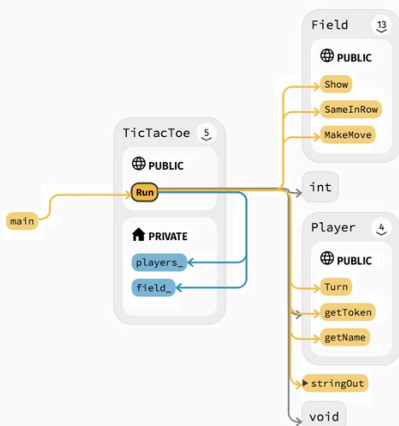 Field 13
PUBLIC
Show
SameInRow
MakeMove
TicTacToe 5
PUBLIC
Run
PRIVATE
players_
field_
main
int
Player 4
PUBLIC
Turn
getToken
getName
stringOut
void